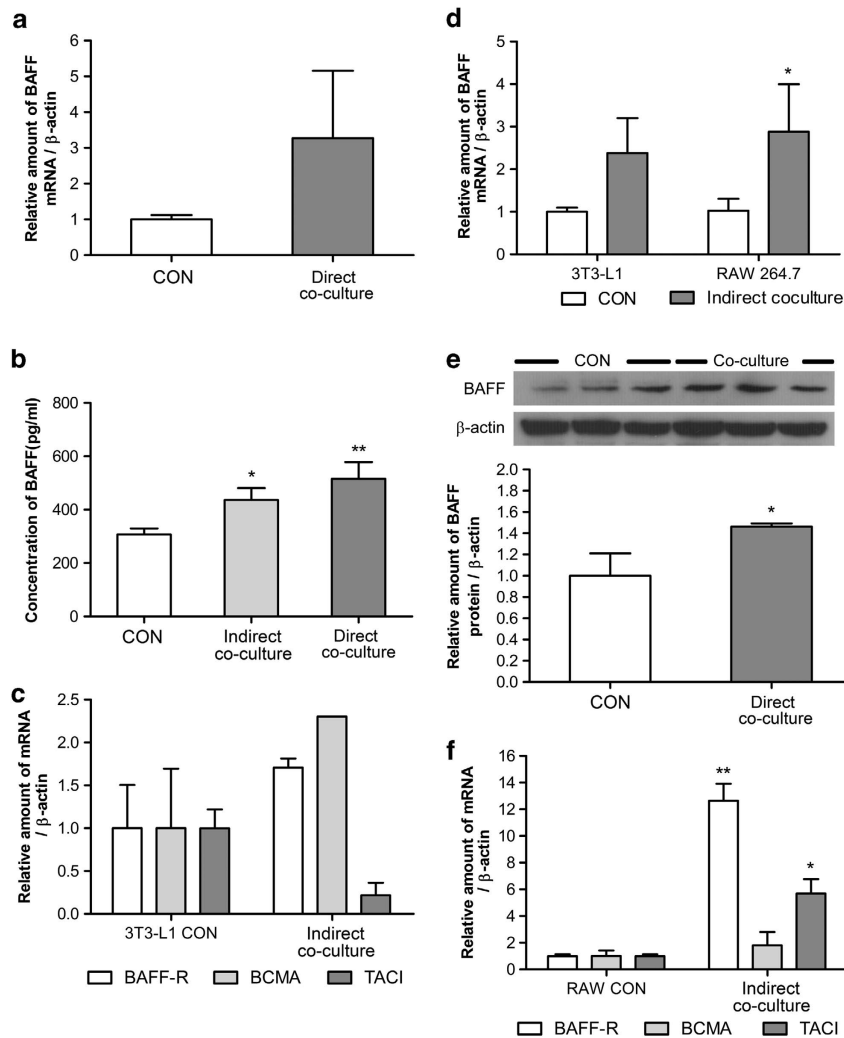 a
Relative amount of BAFF
mRNA / β-actin
6
5
4
3
2
1
0
CON
Direct
co-culture
b
Concentration of BAFF(pg/ml)
800
600
400
200
0
*
**
CON
Indirect
co-culture
Direct
co-culture
c
Relative amount of mRNA
/ β-actin
2.5
2.0
1.5
1.0
0.5
0.0
3T3-L1 CON
Indirect
co-culture
BAFF-R BCMA TACI
d
Relative amount of BAFF
mRNA / β-actin
5
4
3
2
1
0
*
3T3-L1
RAW 264.7
CON Indirect coculture
e
CON Co-culture
BAFF
β-actin
Relative amount of BAFF
protein / β-actin
2.0
1.8
1.6
1.4
1.2
1.0
0.8
0.6
0.4
0.2
0.0
*
CON
Direct
co-culture
f
Relative amount of mRNA
/ β-actin
16
14
12
10
8
6
4
2
0
**
*
RAW CON
Indirect
co-culture
BAFF-R BCMA TACI